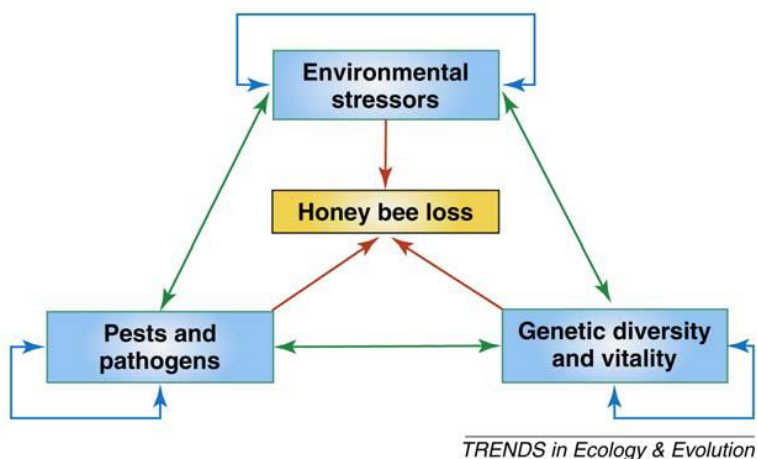 Environmental
stressors
Honey bee loss
Pests and
pathogens
Genetic diversity
and vitality
TRENDS in Ecology & Evolution